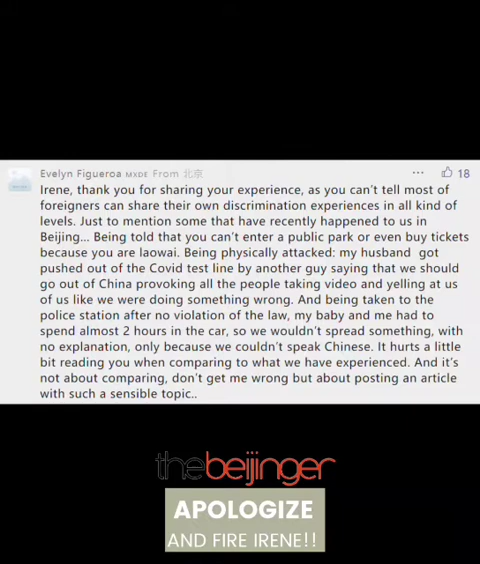 Evelyn Figueroa MXDE From 北京
18
Irene, thank you for sharing your experience, as you can't tell most of
foreigners can share their own discrimination experiences in all kind of
levels. Just to mention some that have recently happened to us in
Beijing... Being told that you can't enter a public park or even buy tickets
because you are laowai. Being physically attacked: my husband got
pushed out of the Covid test line by another guy saying that we should
go out of China provoking all the people taking video and yelling at us
of us like we were doing something wrong. And being taken to the
police station after no violation of the law, my baby and me had to
spend almost 2 hours in the car, so we wouldn't spread something, with
no explanation, only because we couldn't speak Chinese. It hurts a little
bit reading you when comparing to what we have experienced. And it's
not about comparing, don't get me wrong but about posting an article
with such a sensible topic..
thebeijinger
APOLOGIZE
AND FIRE IRENE!!